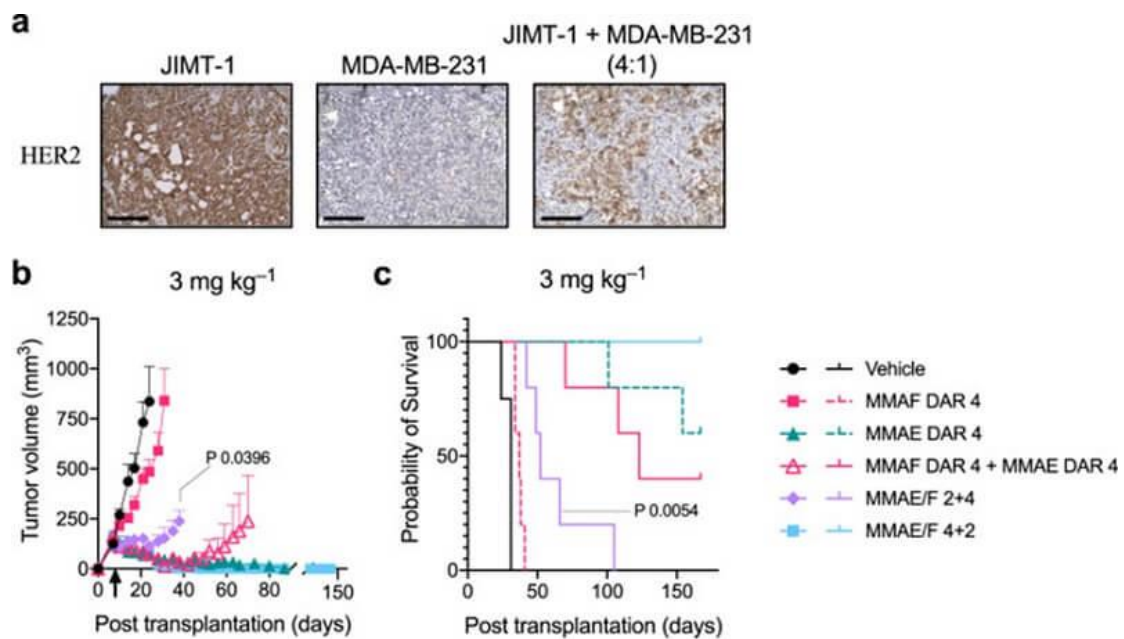 a
JIMT-1
MDA-MB-231
JIMT-1 + MDA-MB-231
(4:1)
HER2
b
3 mg kg⁻¹
Tumor volume (mm³)
1250
1000
750
500
250
0
P 0.0396
0 20 40 60 80 150
Post transplantation (days)
c
3 mg kg⁻¹
Probability of Survival
100
50
0
P 0.0054
0 50 100 150
Post transplantation (days)
Vehicle
MMAF DAR 4
MMAE DAR 4
MMAF DAR 4 + MMAE DAR 4
MMAE/F 2+4
MMAE/F 4+2